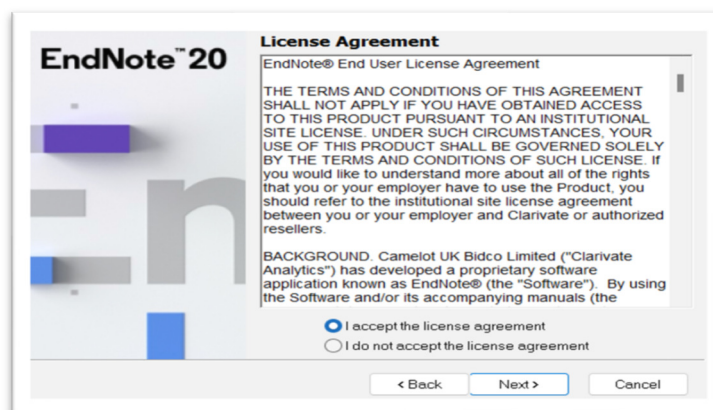 EndNote™ 20
License Agreement
EndNote® End User License Agreement
THE TERMS AND CONDITIONS OF THIS AGREEMENT
SHALL NOT APPLY IF YOU HAVE OBTAINED ACCESS
TO THIS PRODUCT PURSUANT TO AN INSTITUTIONAL
SITE LICENSE. UNDER SUCH CIRCUMSTANCES, YOUR
USE OF THIS PRODUCT SHALL BE GOVERNED SOLELY
BY THE TERMS AND CONDITIONS OF SUCH LICENSE. If
you would like to understand more about all of the rights
that you or your employer have to use the Product, you
should refer to the institutional site license agreement
between you or your employer and Clarivate or authorized
resellers.
BACKGROUND. Camelot UK Bidco Limited ("Clarivate
Analytics") has developed a proprietary software
application known as EndNote® (the "Software"). By using
the Software and/or its accompanying manuals (the
I accept the license agreement
I do not accept the license agreement
< Back
Next >
Cancel